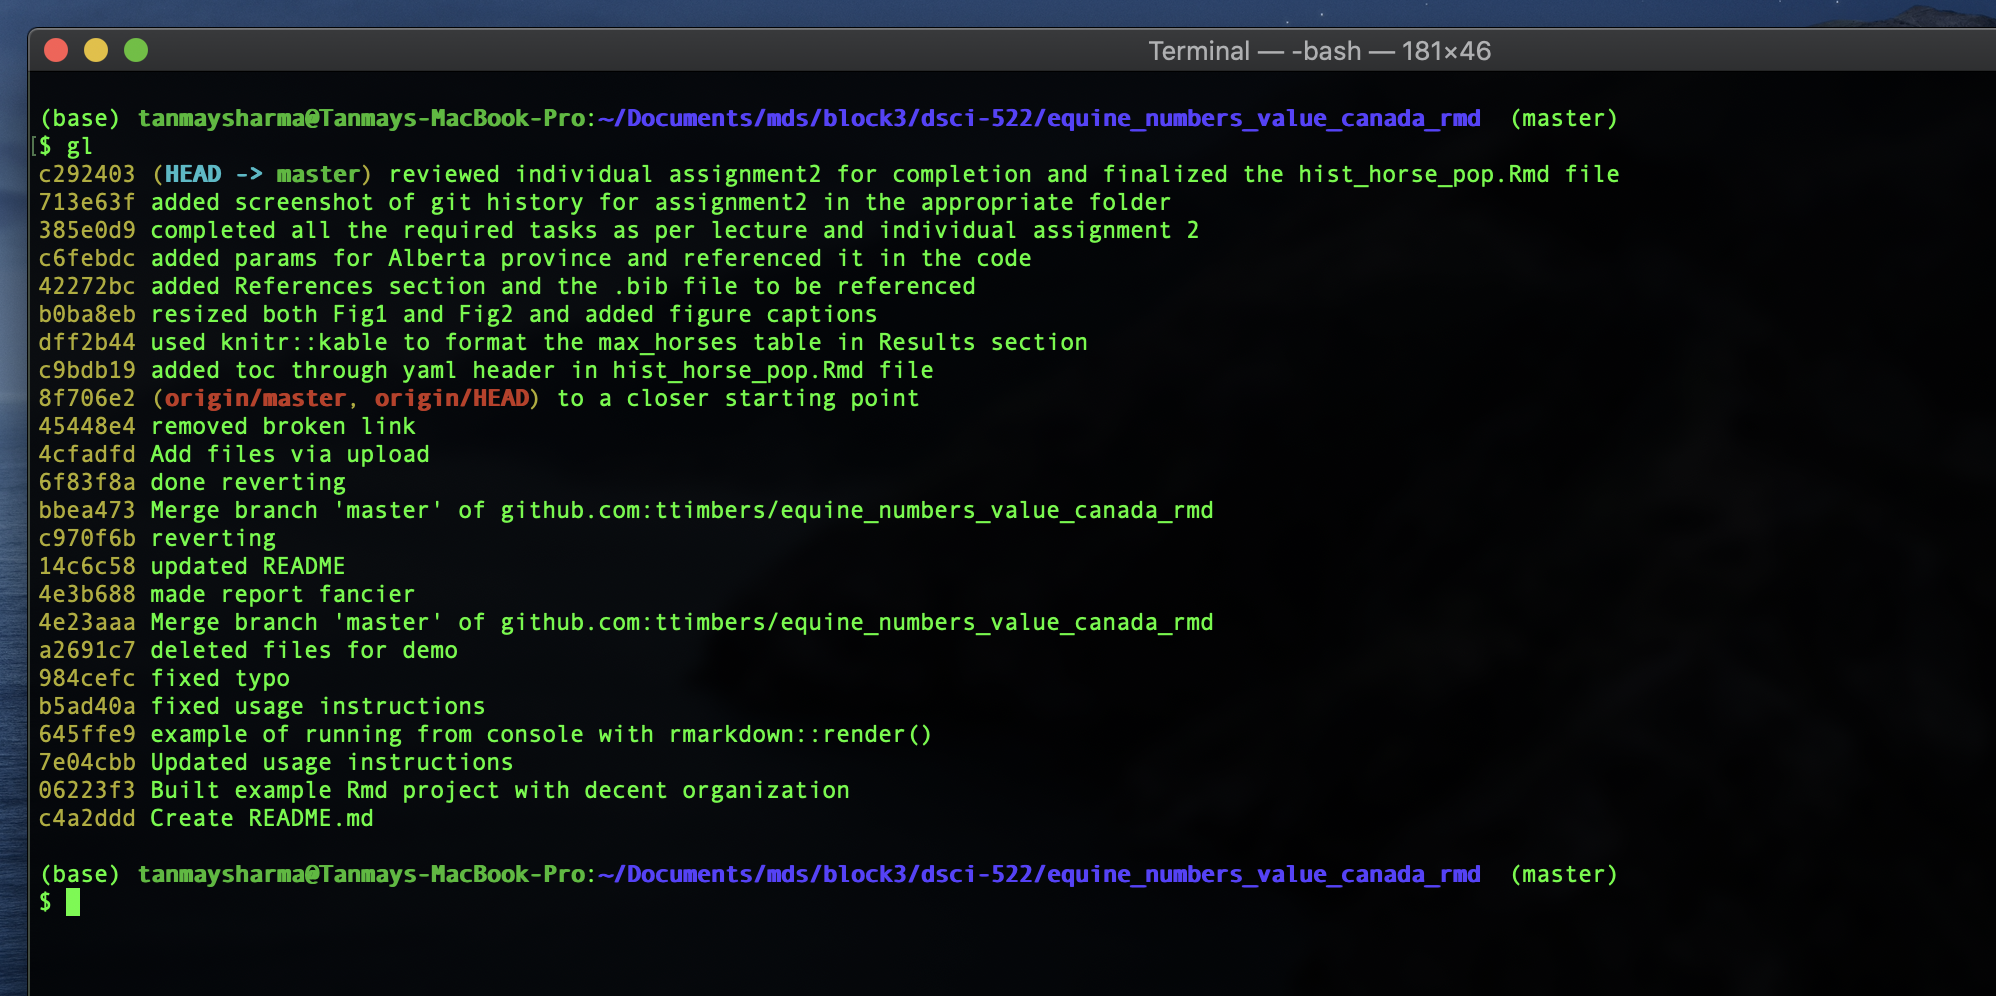 Terminal — -bash — 181×46
(base) tanmaysharma@Tanmays-MacBook-Pro:~/Documents/mds/block3/dsci-522/equine_numbers_value_canada_rmd (master)
[$ gl
c292403 (HEAD -> master) reviewed individual assignment2 for completion and finalized the hist_horse_pop.Rmd file
713e63f added screenshot of git history for assignment2 in the appropriate folder
385e0d9 completed all the required tasks as per lecture and individual assignment 2
c6febdc added params for Alberta province and referenced it in the code
42272bc added References section and the .bib file to be referenced
b0ba8eb resized both Fig1 and Fig2 and added figure captions
dff2b44 used knitr::kable to format the max_horses table in Results section
c9bdb19 added toc through yaml header in hist_horse_pop.Rmd file
8f706e2 (origin/master, origin/HEAD) to a closer starting point
45448e4 removed broken link
4cfadfd Add files via upload
6f83f8a done reverting
bbea473 Merge branch 'master' of github.com:ttimbers/equine_numbers_value_canada_rmd
c970f6b reverting
14c6c58 updated README
4e3b688 made report fancier
4e23aaa Merge branch 'master' of github.com:ttimbers/equine_numbers_value_canada_rmd
a2691c7 deleted files for demo
984cefc fixed typo
b5ad40a fixed usage instructions
645ffe9 example of running from console with rmarkdown::render()
7e04cbb Updated usage instructions
06223f3 Built example Rmd project with decent organization
c4a2ddd Create README.md
(base) tanmaysharma@Tanmays-MacBook-Pro:~/Documents/mds/block3/dsci-522/equine_numbers_value_canada_rmd (master)
$